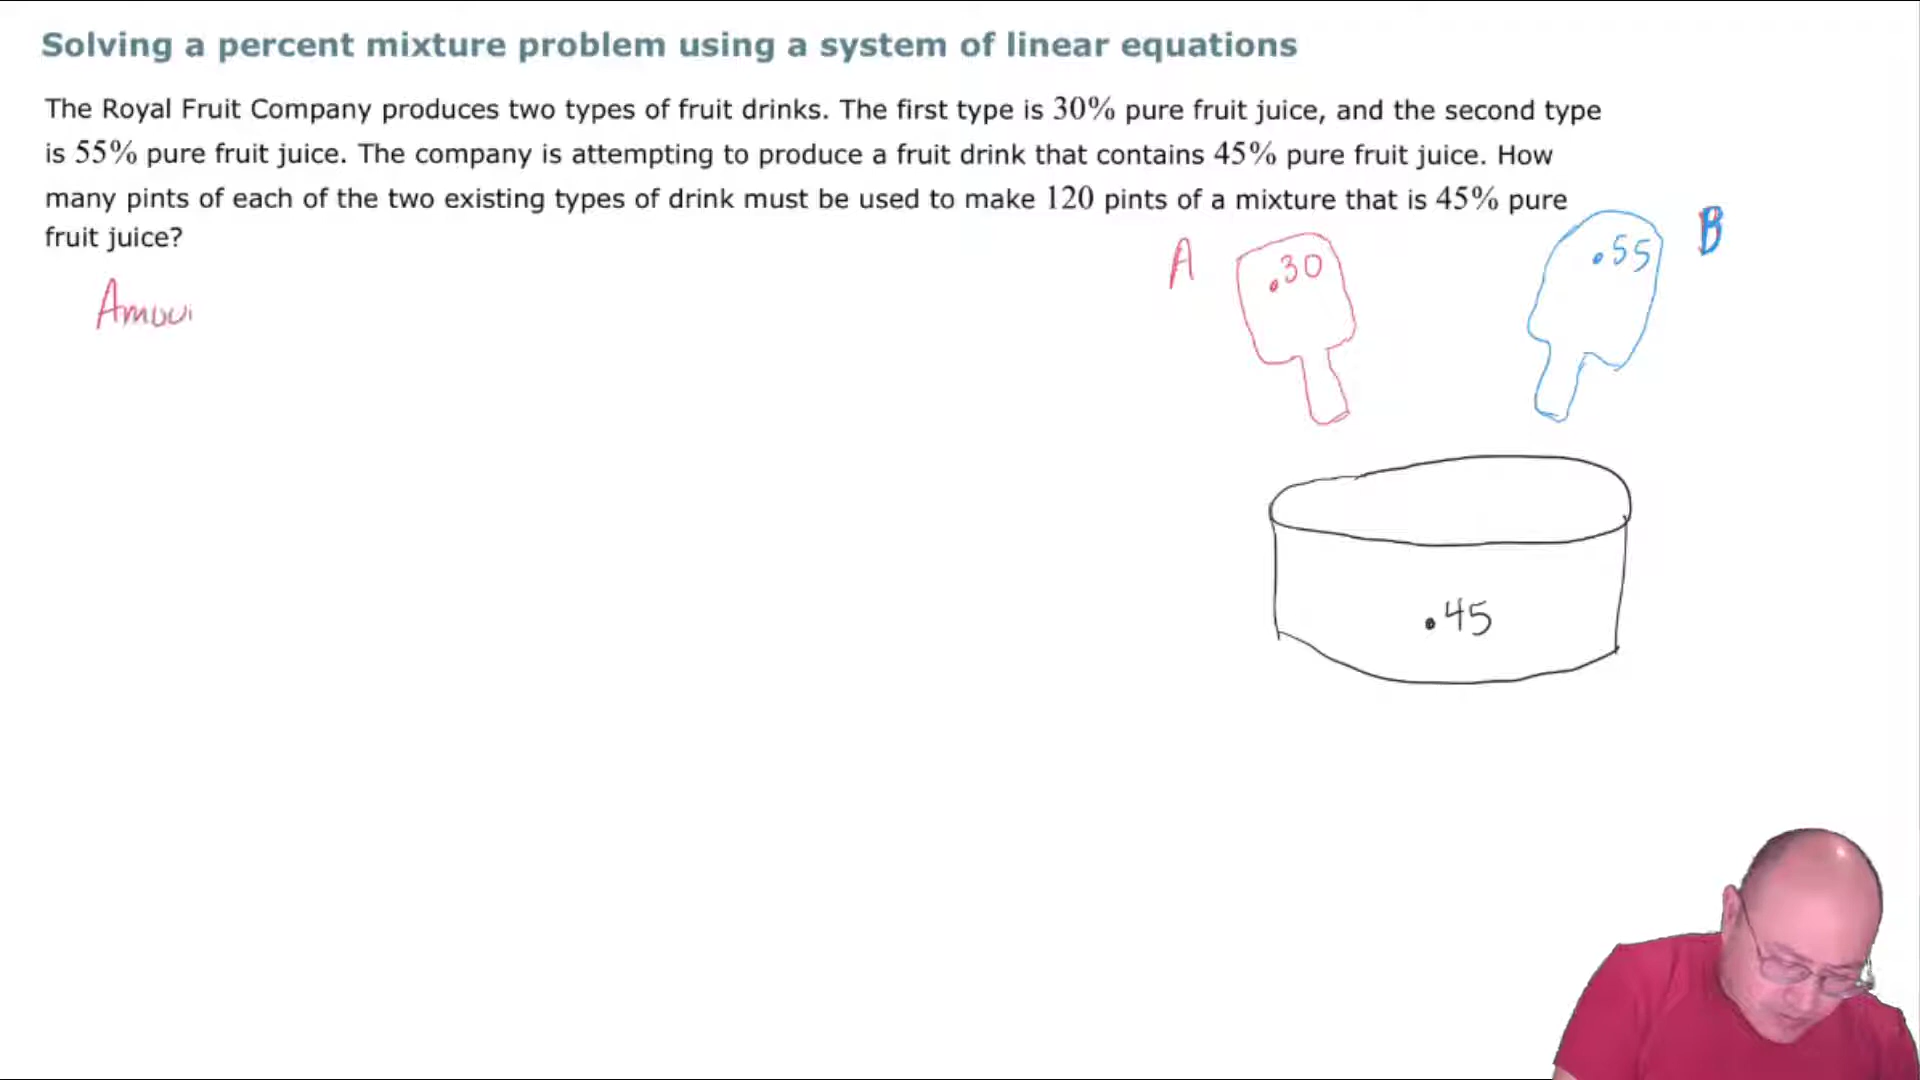 Solving a percent mixture problem using a system of linear equations
The Royal Fruit Company produces two types of fruit drinks. The first type is 30% pure fruit juice, and the second type
is 55% pure fruit juice. The company is attempting to produce a fruit drink that contains 45% pure fruit juice. How
many pints of each of the two existing types of drink must be used to make 120 pints of a mixture that is 45% pure
fruit juice?
A .30 .55 B
Amou
.45